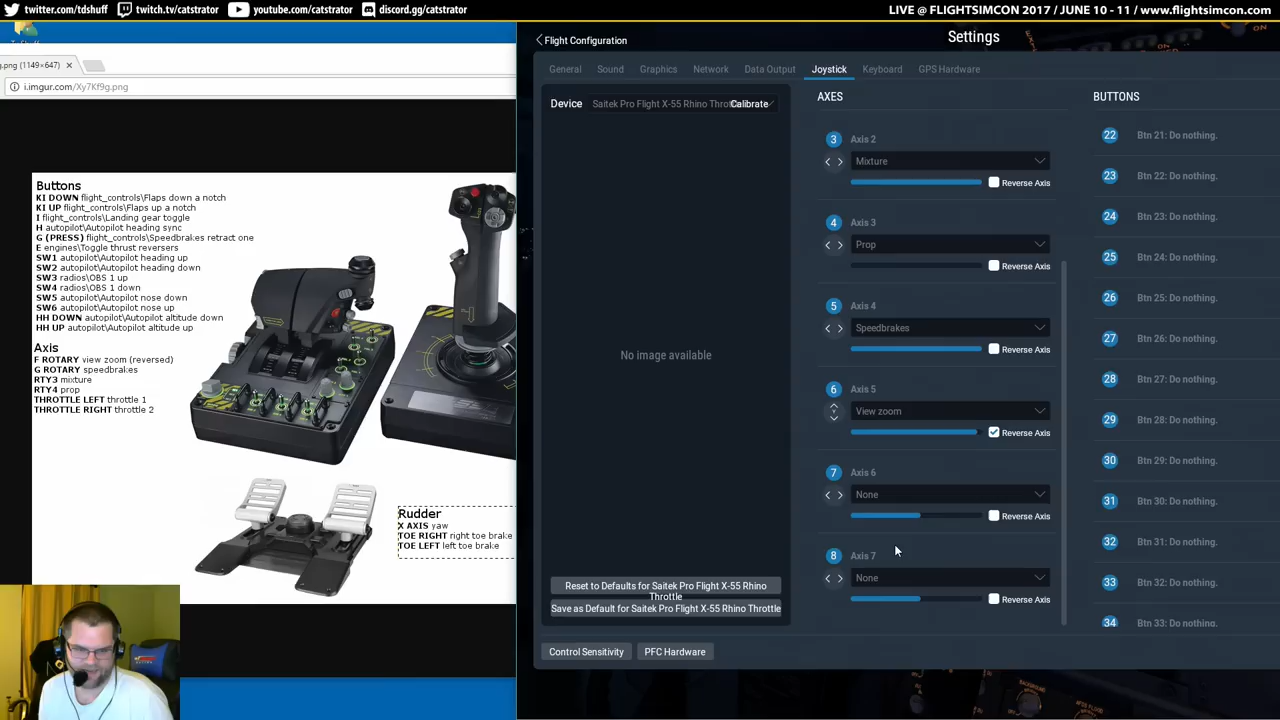 twitter.com/tdshuff
twitch.tv/catstrator
youtube.com/catstrator
discord.gg/catstrator
LIVE @ FLIGHTSIMCON 2017 / JUNE 10 - 11 / www.flightsimcon.com
g.png (1149×647)
i.imgur.com/Xy7Kf9g.png
Buttons
KI DOWN flight_controls\Flaps down a notch
KI UP flight_controls\Flaps up a notch
I flight_controls\Landing gear toggle
H autopilot\Autopilot heading sync
G (PRESS) flight_controls\Speedbrakes retract one
E engines\Toggle thrust reversers
SW1 autopilot\Autopilot heading up
SW2 autopilot\Autopilot heading down
SW3 radios\OBS 1 up
SW4 radios\OBS 1 down
SW5 autopilot\Autopilot nose down
SW6 autopilot\Autopilot nose up
HH DOWN autopilot\Autopilot altitude down
HH UP autopilot\Autopilot altitude up
Axis
F ROTARY view zoom (reversed)
G ROTARY speedbrakes
RTY3 mixture
RTY4 prop
THROTTLE LEFT throttle 1
THROTTLE RIGHT throttle 2
Rudder
X AXIS yaw
TOE RIGHT right toe brake
TOE LEFT left toe brake
Flight Configuration
Settings
General Sound Graphics Network Data Output Joystick Keyboard GPS Hardware
Device Saitek Pro Flight X-55 Rhino Calibrate
No image available
Reset to Defaults for Saitek Pro Flight X-55 Rhino
Throttle
Save as Default for Saitek Pro Flight X-55 Rhino Throttle
Control Sensitivity
PFC Hardware
AXES
3 Axis 2
Mixture
Reverse Axis
4 Axis 3
Prop
Reverse Axis
5 Axis 4
Speedbrakes
Reverse Axis
6 Axis 5
View zoom
Reverse Axis
7 Axis 6
None
Reverse Axis
8 Axis 7
None
Reverse Axis
BUTTONS
22 Btn 21: Do nothing.
23 Btn 22: Do nothing.
24 Btn 23: Do nothing.
25 Btn 24: Do nothing.
26 Btn 25: Do nothing.
27 Btn 26: Do nothing.
28 Btn 27: Do nothing.
29 Btn 28: Do nothing.
30 Btn 29: Do nothing.
31 Btn 30: Do nothing.
32 Btn 31: Do nothing.
33 Btn 32: Do nothing.
34 Btn 33: Do nothing.